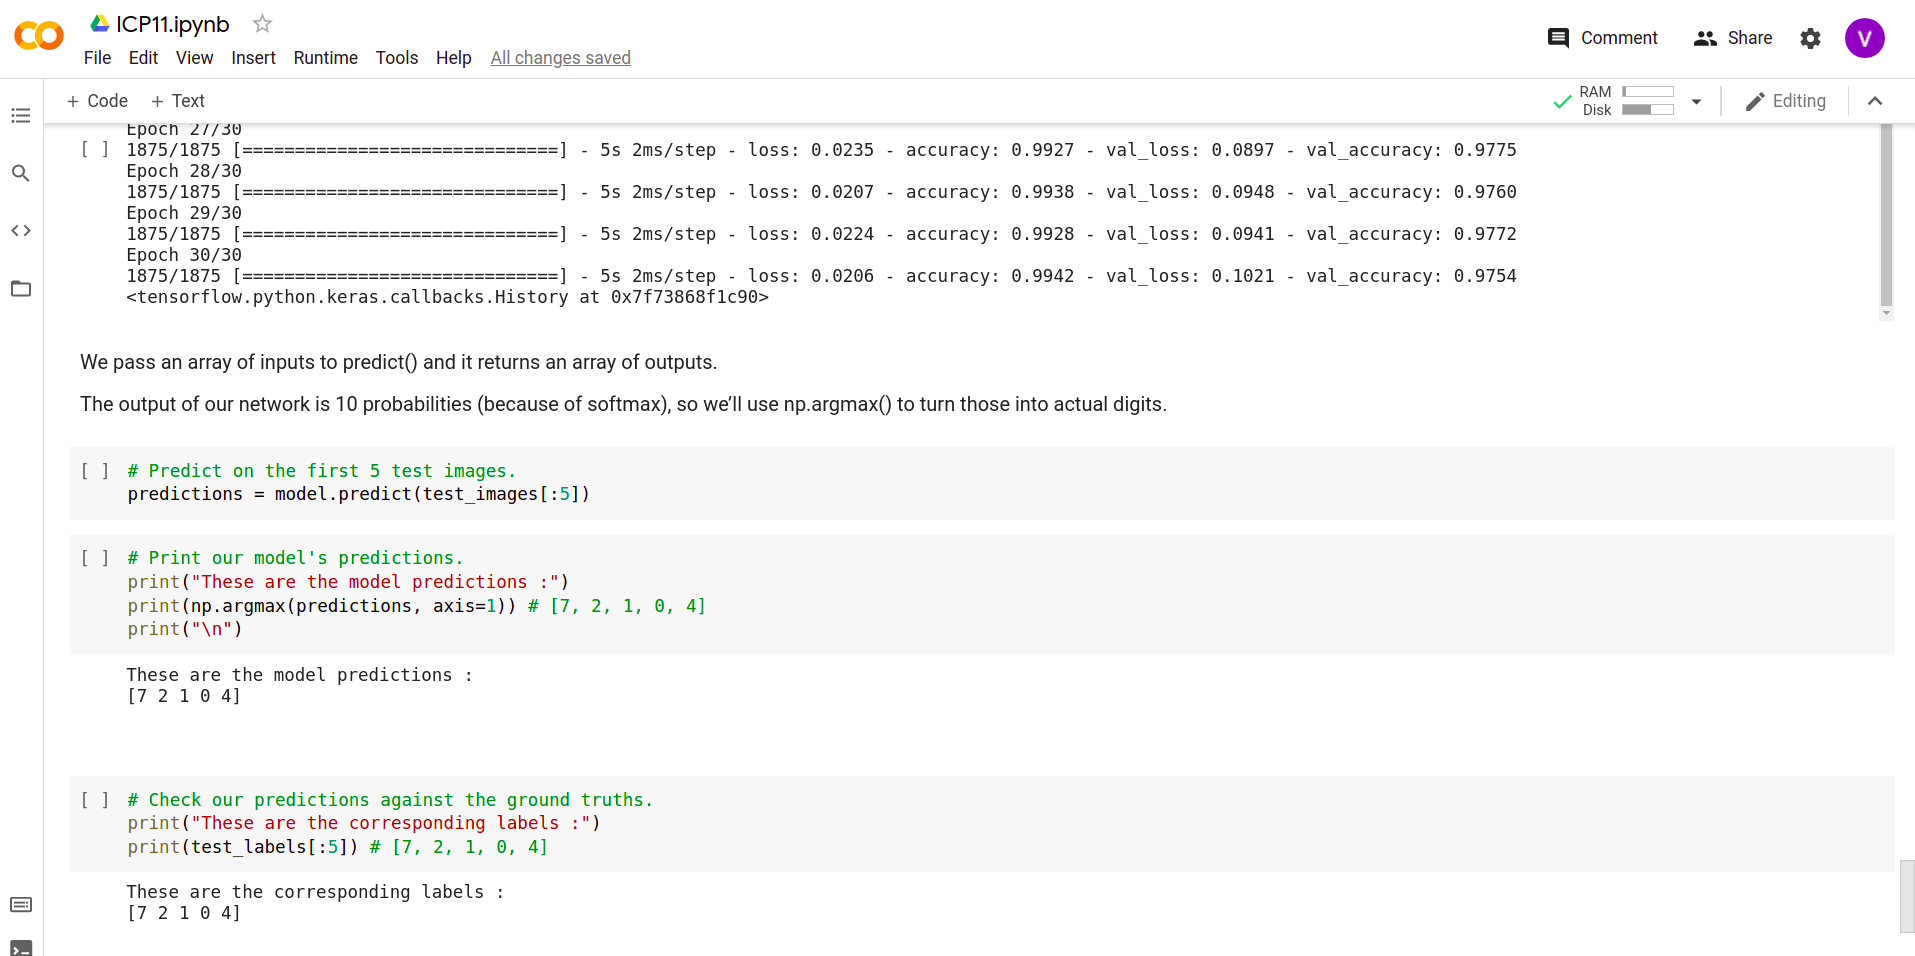 ICP11.ipynb
File Edit View Insert Runtime Tools Help All changes saved
Comment Share V
+ Code + Text
RAM
Disk
Editing
Epoch 27/30
[ ] 1875/1875 [==============================] - 5s 2ms/step - loss: 0.0235 - accuracy: 0.9927 - val_loss: 0.0897 - val_accuracy: 0.9775
Epoch 28/30
1875/1875 [==============================] - 5s 2ms/step - loss: 0.0207 - accuracy: 0.9938 - val_loss: 0.0948 - val_accuracy: 0.9760
Epoch 29/30
1875/1875 [==============================] - 5s 2ms/step - loss: 0.0224 - accuracy: 0.9928 - val_loss: 0.0941 - val_accuracy: 0.9772
Epoch 30/30
1875/1875 [==============================] - 5s 2ms/step - loss: 0.0206 - accuracy: 0.9942 - val_loss: 0.1021 - val_accuracy: 0.9754
<tensorflow.python.keras.callbacks.History at 0x7f73868f1c90>
We pass an array of inputs to predict() and it returns an array of outputs.
The output of our network is 10 probabilities (because of softmax), so we’ll use np.argmax() to turn those into actual digits.
[ ] # Predict on the first 5 test images.
predictions = model.predict(test_images[:5])
[ ] # Print our model's predictions.
print("These are the model predictions :")
print(np.argmax(predictions, axis=1)) # [7, 2, 1, 0, 4]
print("\n")
These are the model predictions :
[7 2 1 0 4]
[ ] # Check our predictions against the ground truths.
print("These are the corresponding labels :")
print(test_labels[:5]) # [7, 2, 1, 0, 4]
These are the corresponding labels :
[7 2 1 0 4]